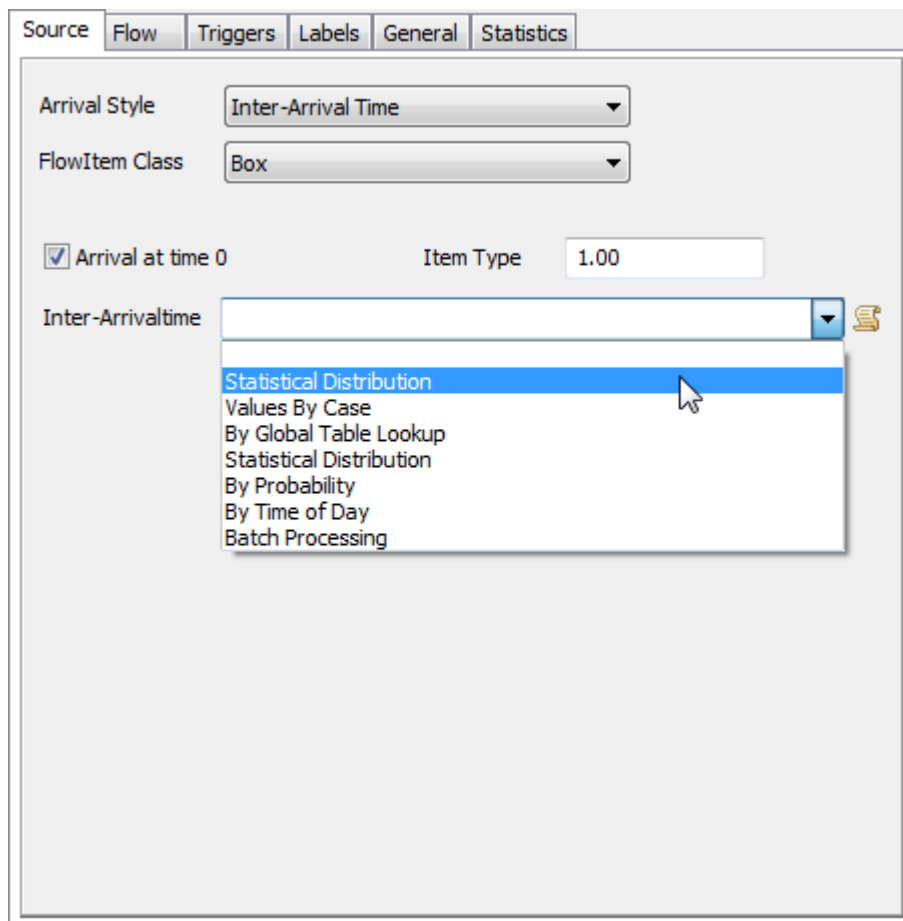 Source Flow Triggers Labels General Statistics
Arrival Style Inter-Arrival Time
FlowItem Class Box
Arrival at time 0 Item Type 1.00
Inter-Arrivaltime
Statistical Distribution
Values By Case
By Global Table Lookup
Statistical Distribution
By Probability
By Time of Day
Batch Processing